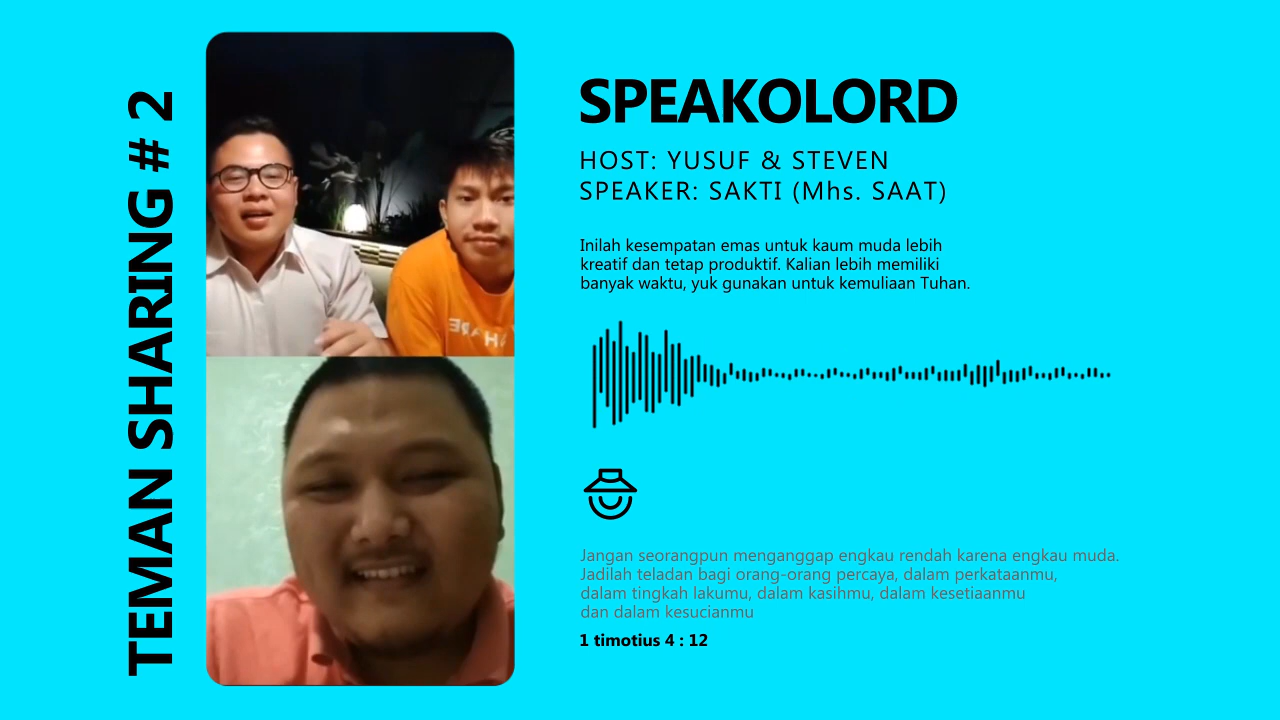 TEMAN SHARING # 2
SPEAKOLORD
HOST: YUSUF & STEVEN
SPEAKER: SAKTI (Mhs. SAAT)
Inilah kesempatan emas untuk kaum muda lebih
kreatif dan tetap produktif. Kalian lebih memiliki
banyak waktu, yuk gunakan untuk kemuliaan Tuhan.
Jangan seorangpun menganggap engkau rendah karena engkau muda.
Jadilah teladan bagi orang-orang percaya, dalam perkataanmu,
dalam tingkah lakumu, dalam kasihmu, dalam kesetiaanmu
dan dalam kesucianmu
1 timotius 4 : 12